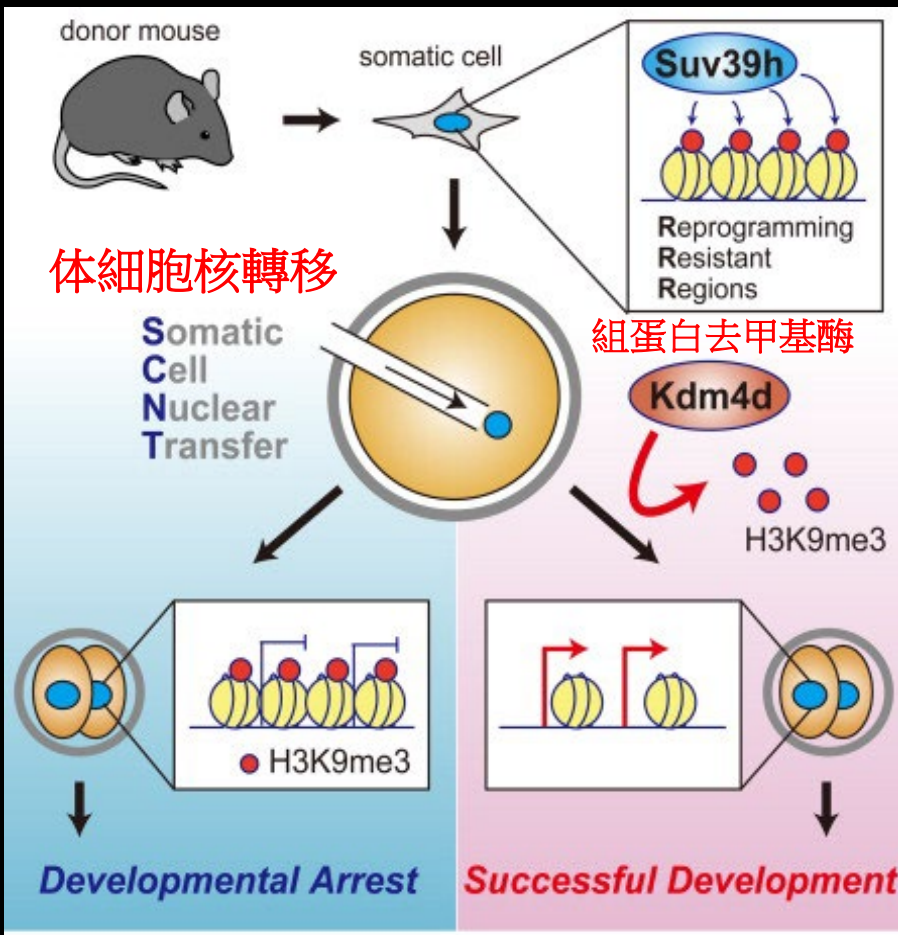 donor mouse
somatic cell
Suv39h
Reprogramming
Resistant
Regions
体細胞核轉移
Somatic
Cell
Nuclear
Transfer
組蛋白去甲基酶
Kdm4d
H3K9me3
H3K9me3
Developmental Arrest
Successful Development